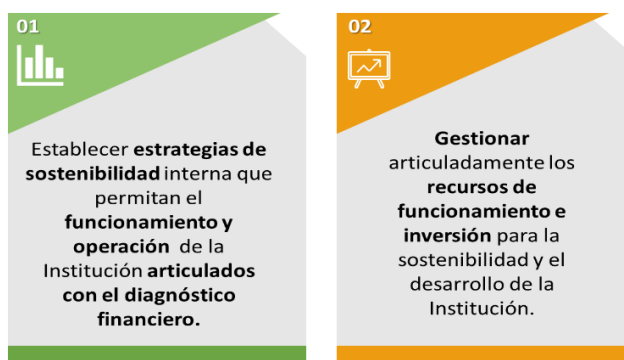 01
Establecer estrategias de
sostenibilidad interna que
permitan el
funcionamiento y
operación de la
Institución articulados
con el diagnóstico
financiero.
02
Gestionar
articuladamente los
recursos de
funcionamiento e
inversión para la
sostenibilidad y el
desarrollo de la
Institución.